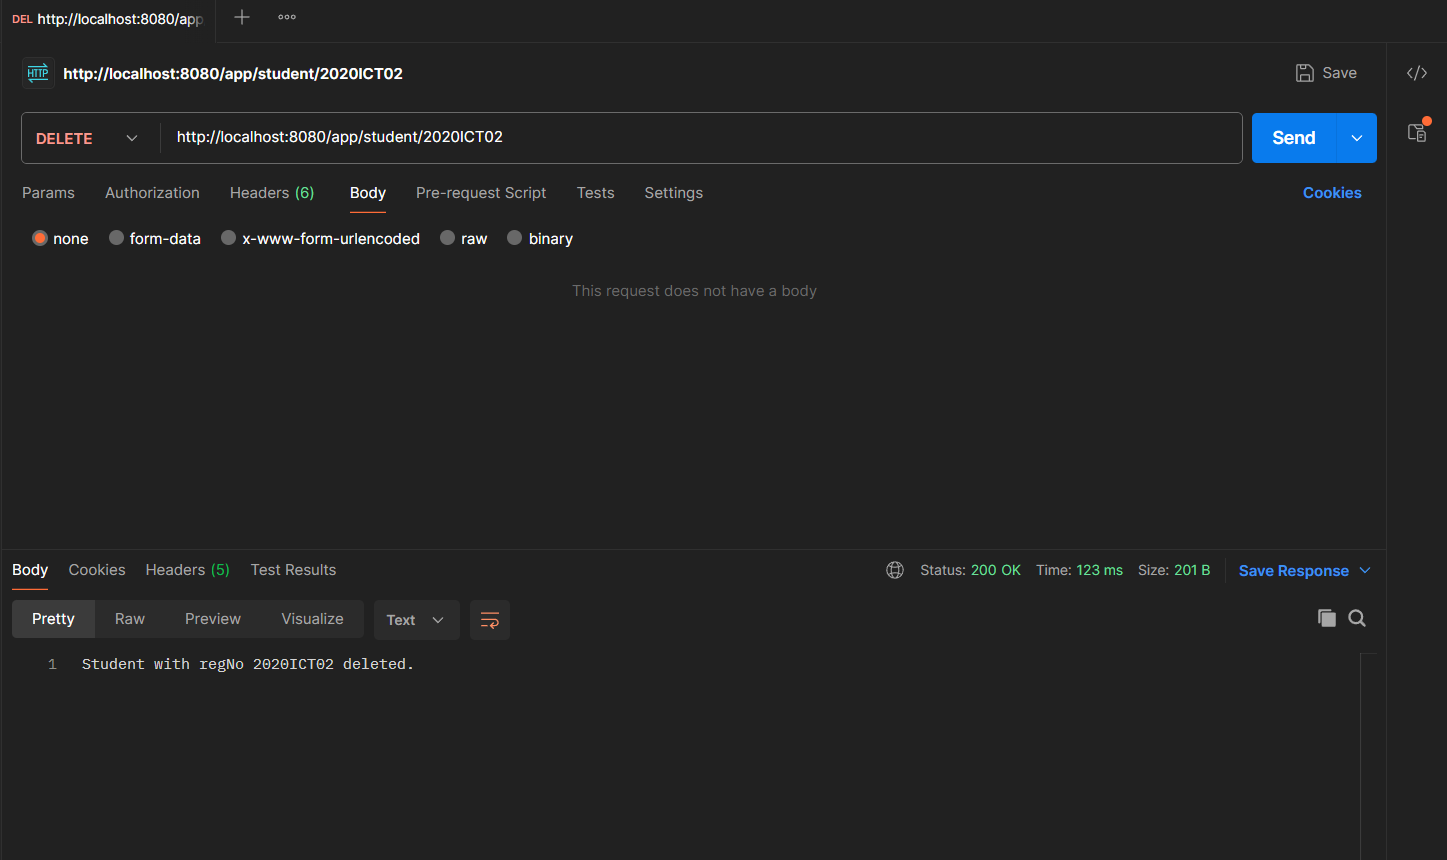 DEL http://localhost:8080/app
HTTP http://localhost:8080/app/student/2020ICT02 Save
DELETE http://localhost:8080/app/student/2020ICT02 Send
Params Authorization Headers (6) Body Pre-request Script Tests Settings Cookies
none form-data x-www-form-urlencoded raw binary
This request does not have a body
Body Cookies Headers (5) Test Results Status: 200 OK Time: 123 ms Size: 201 B Save Response
Pretty Raw Preview Visualize Text
1 Student with regNo 2020ICT02 deleted.